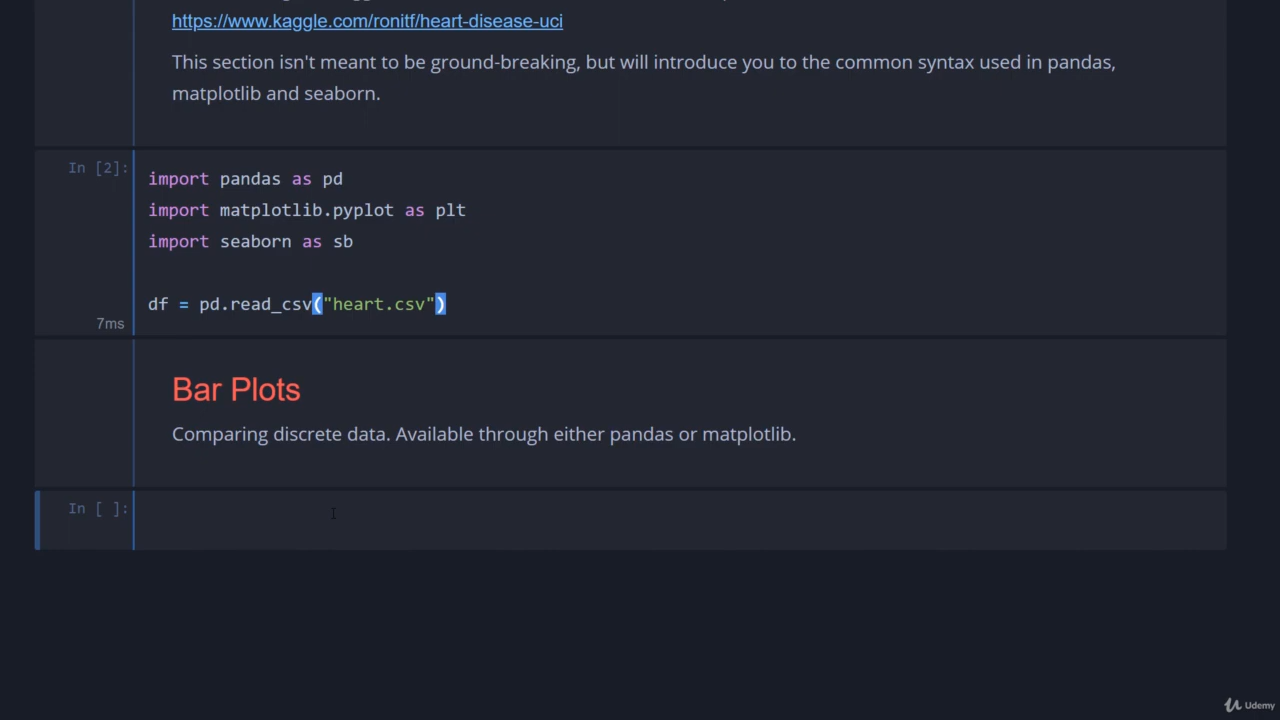 https://www.kaggle.com/ronitf/heart-disease-uci
This section isn't meant to be ground-breaking, but will introduce you to the common syntax used in pandas,
matplotlib and seaborn.
In [2]:
import pandas as pd
import matplotlib.pyplot as plt
import seaborn as sb
df = pd.read_csv("heart.csv")
7ms
Bar Plots
Comparing discrete data. Available through either pandas or matplotlib.
In [ ]:
Udemy